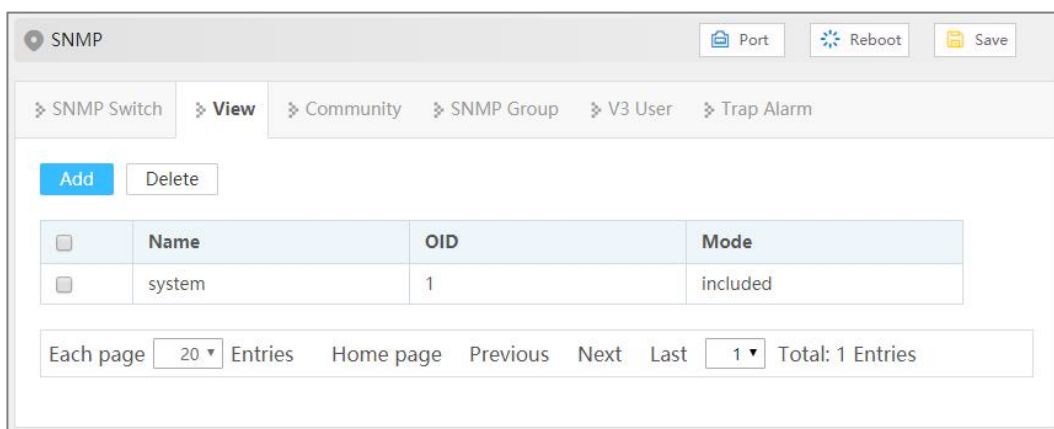 SNMP Port Reboot Save
SNMP Switch View Community SNMP Group V3 User Trap Alarm
Add Delete
Name OID Mode
system 1 included
Each page 20 Entries Home page Previous Next Last 1 Total: 1 Entries